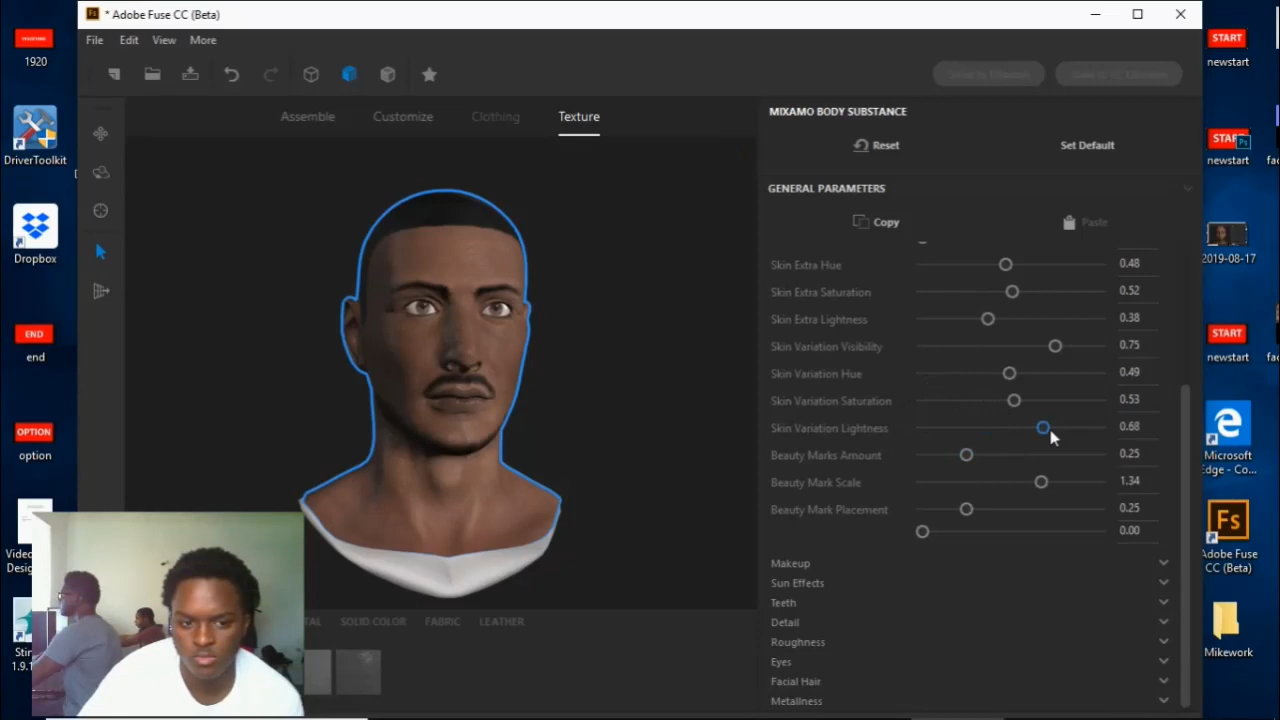 * Adobe Fuse CC (Beta)
File Edit View More
Assemble Customize Clothing Texture
MIXAMO BODY SUBSTANCE
Reset Set Default
GENERAL PARAMETERS
Copy Paste
Skin Extra Hue 0.48
Skin Extra Saturation 0.52
Skin Extra Lightness 0.38
Skin Variation Visibility 0.75
Skin Variation Hue 0.49
Skin Variation Saturation 0.53
Skin Variation Lightness 0.68
Beauty Marks Amount 0.25
Beauty Mark Scale 1.34
Beauty Mark Placement 0.25
0.00
Makeup
Sun Effects
Teeth
Detail
Roughness
Eyes
Facial Hair
Metallness
SOLID COLOR FABRIC LEATHER
1920
DriverToolkit
Dropbox
END
end
OPTION
option
START
newstart
newstart
Ps
2019-08-17
START
newstart
Microsoft
Edge - Co...
Fs
Adobe Fuse
CC (Beta)
Mikework